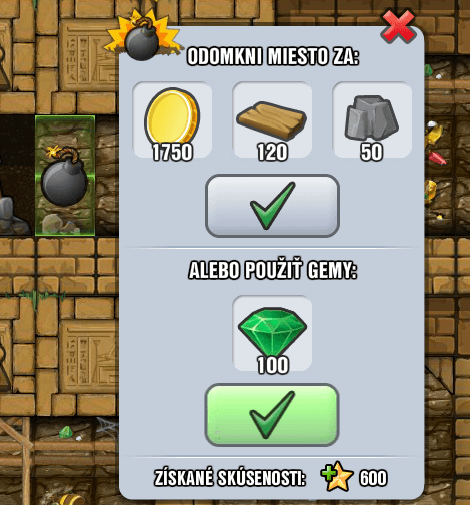 ODOMKNI MIESTO ZA:
1750 120 50
ALEBO POUŽIŤ GEMY:
100
ZÍSKANÉ SKÚSENOSTI: 600